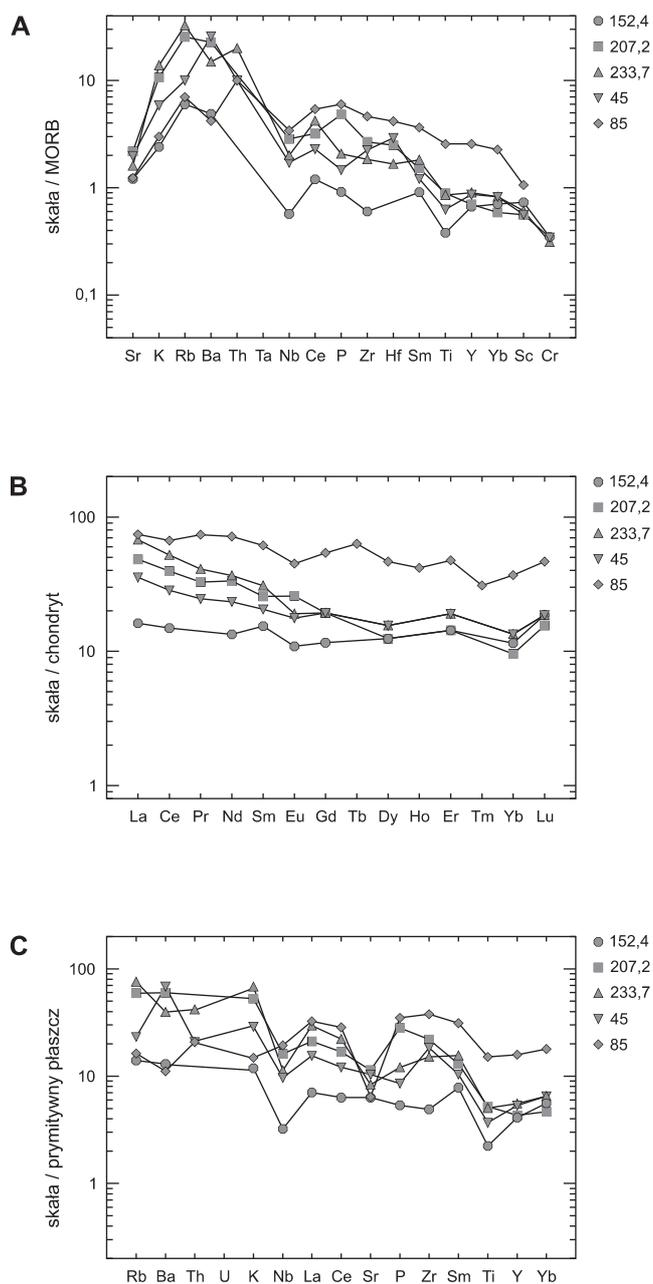 A
skała / MORB
10
1
0,1
Sr K Rb Ba Th Ta Nb Ce P Zr Hf Sm Ti Y Yb Sc Cr
152,4
207,2
233,7
45
85
B
skała / chondryt
100
10
1
La Ce Pr Nd Sm Eu Gd Tb Dy Ho Er Tm Yb Lu
152,4
207,2
233,7
45
85
C
skała / prymitywny płaszcz
100
10
1
Rb Ba Th U K Nb La Ce Sr P Zr Sm Ti Y Yb
152,4
207,2
233,7
45
85